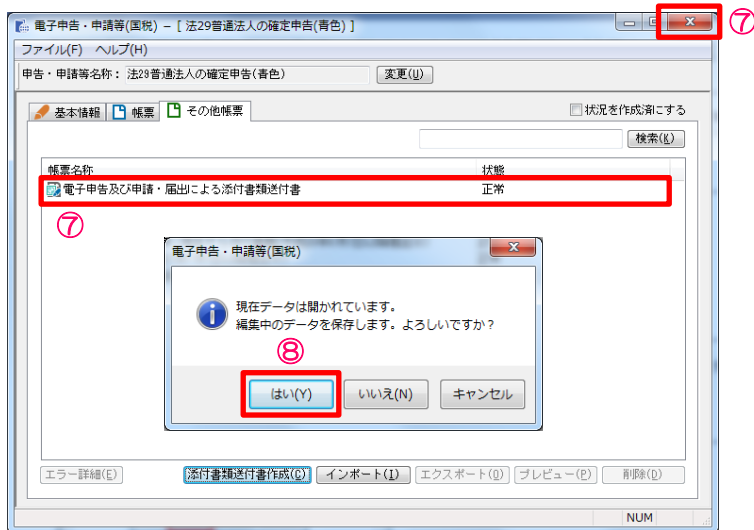 電子申告・申請等(国税) − [ 法29普通法人の確定申告(青色) ]
⑦
ファイル(F) ヘルプ(H)
申告・申請等名称： 法29普通法人の確定申告(青色) 変更(U)
基本情報 帳票 その他帳票 状況を作成済にする
検索(K)
帳票名称 状態
電子申告及び申請・届出による添付書類送付書 正常
⑦
電子申告・申請等(国税)
現在データは開かれています。
編集中のデータを保存します。よろしいですか？
⑧
はい(Y) いいえ(N) キャンセル
エラー詳細(E) 添付書類送付書作成(C) インポート(I) エクスポート(O) プレビュー(P) 削除(D)
NUM